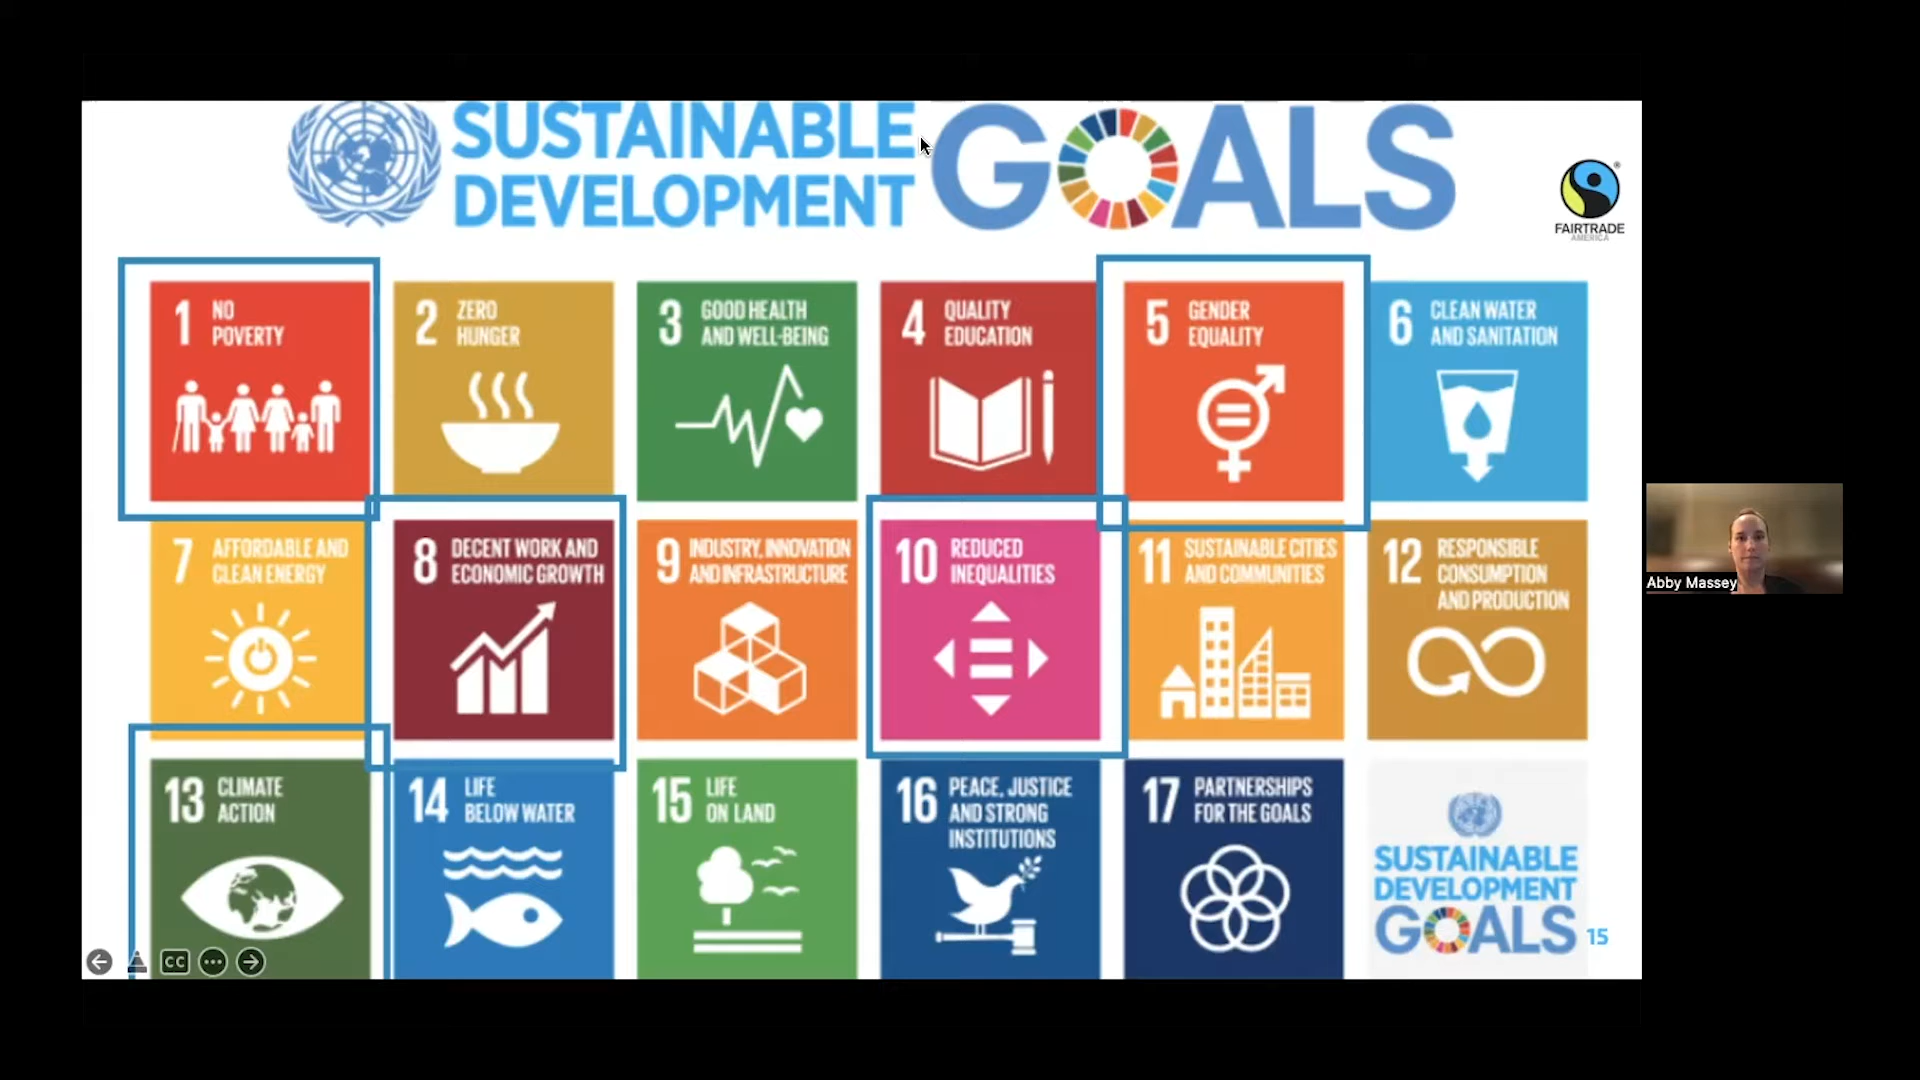 SUSTAINABLE
DEVELOPMENT
GOALS
FAIRTRADE
AMERICA
1 NO
POVERTY
2 ZERO
HUNGER
3 GOOD HEALTH
AND WELL-BEING
4 QUALITY
EDUCATION
5 GENDER
EQUALITY
6 CLEAN WATER
AND SANITATION
7 AFFORDABLE AND
CLEAN ENERGY
8 DECENT WORK AND
ECONOMIC GROWTH
9 INDUSTRY, INNOVATION
AND INFRASTRUCTURE
10 REDUCED
INEQUALITIES
11 SUSTAINABLE CITIES
AND COMMUNITIES
12 RESPONSIBLE
CONSUMPTION
AND PRODUCTION
Abby Massey
13 CLIMATE
ACTION
14 LIFE
BELOW WATER
15 LIFE
ON LAND
16 PEACE, JUSTICE
AND STRONG
INSTITUTIONS
17 PARTNERSHIPS
FOR THE GOALS
SUSTAINABLE
DEVELOPMENT
GOALS
15
CC